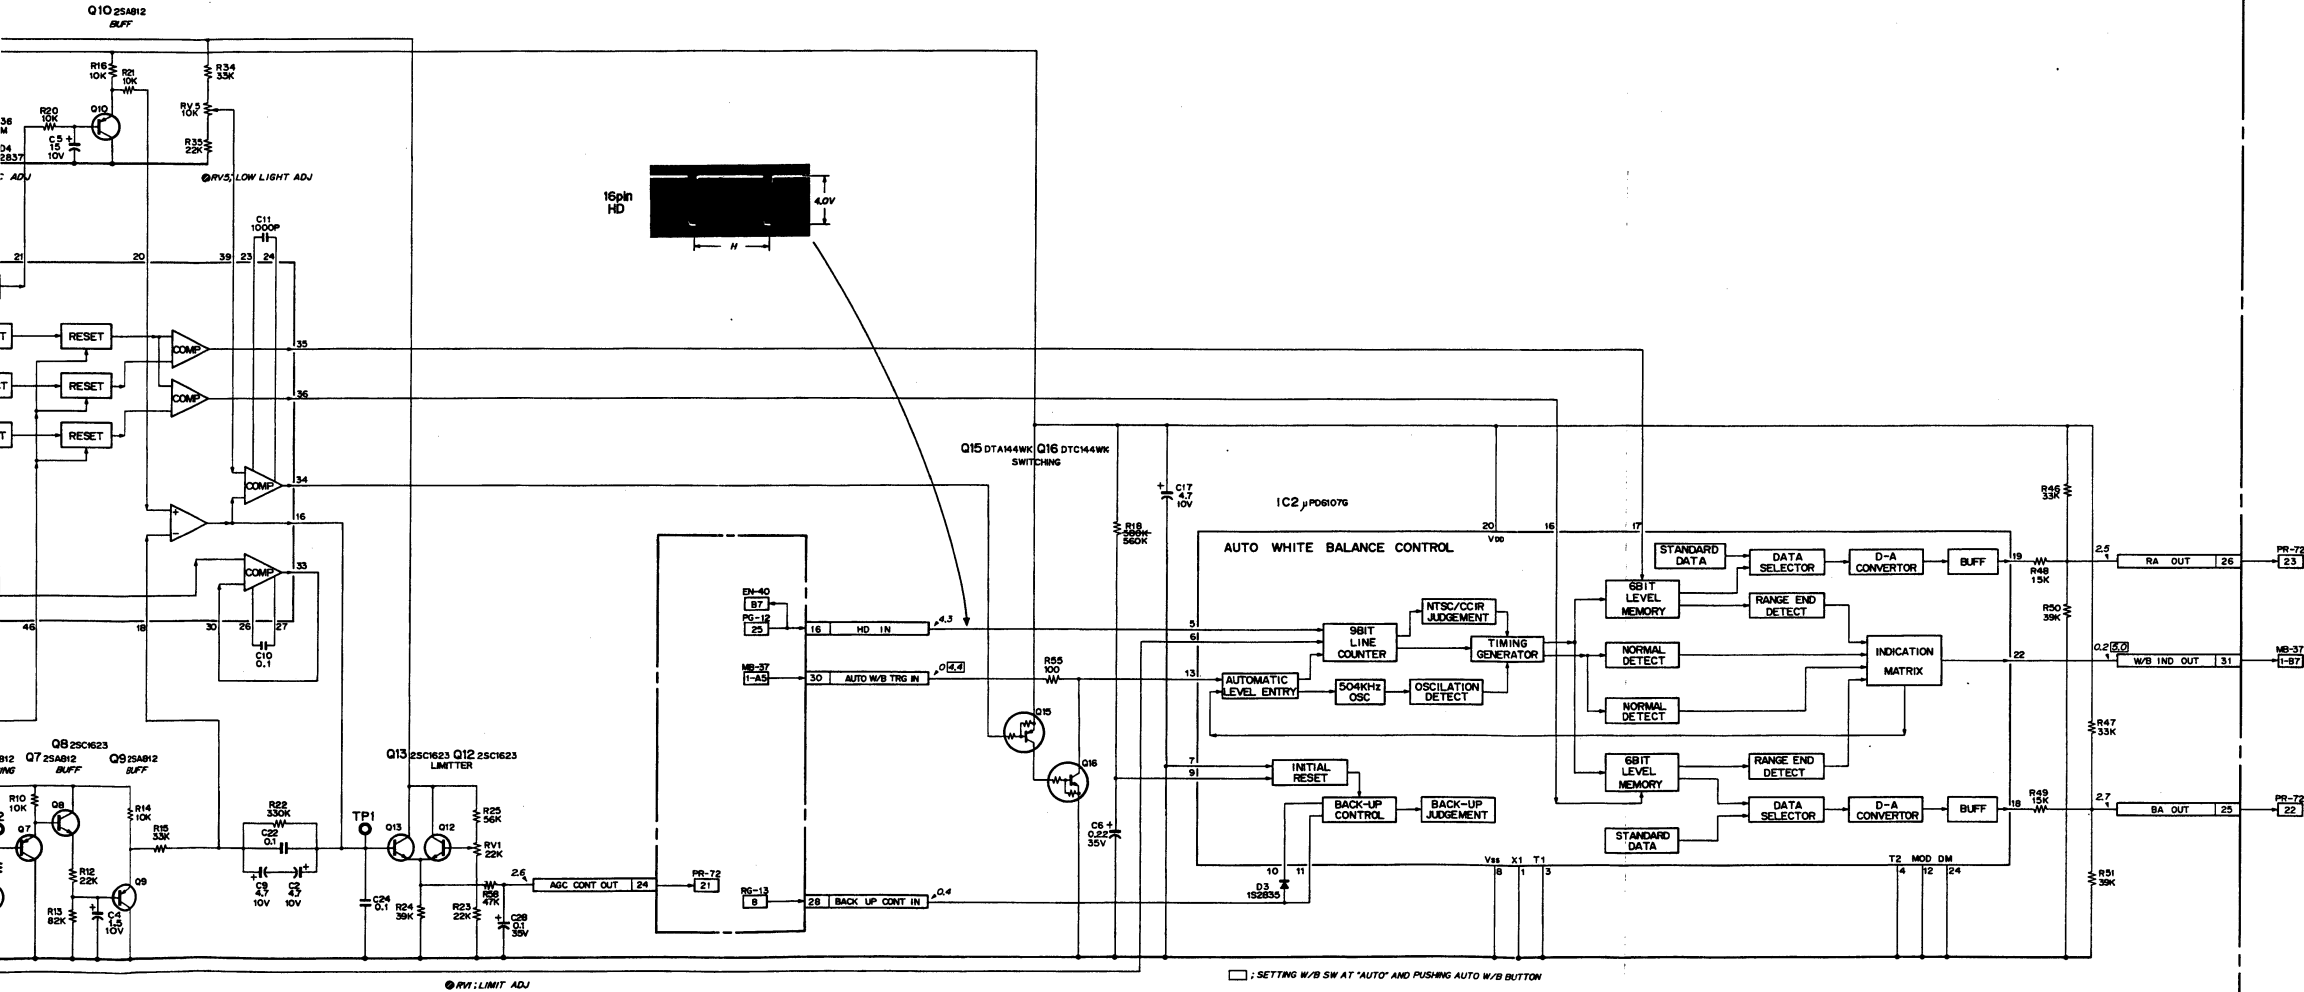 Q10 2SA812
BUFF
R16
10K
R21
10K
R34
33K
R20
10K
Q10
RV5
10K
36
M
C5
15
10V
R35
22K
D4
2837
C ADJ
RV5; LOW LIGHT ADJ
16pin
HD
4.0V
H
C11
1000P
21
20
39
23
24
RESET
COMP
35
RESET
COMP
36
RESET
COMP
34
+
-
16
COMP
33
46
18
30
26
27
C10
0.1
Q15 DTA144WK Q16 DTC144WK
SWITCHING
C17
4.7
10V
R18
560K
IC2 μPD6107G
R46
33K
20
VDD
16
17
AUTO WHITE BALANCE CONTROL
STANDARD
DATA
DATA
SELECTOR
D-A
CONVERTOR
BUFF
19
R48
15K
2.5
RA OUT 26
PR-72
23
6BIT
LEVEL
MEMORY
RANGE END
DETECT
R50
39K
EN-40
B7
PG-12
25
16 HD IN
4.3
5
6
9BIT
LINE
COUNTER
NTSC/CCIR
JUDGEMENT
TIMING
GENERATOR
NORMAL
DETECT
INDICATION
MATRIX
22
0.2 5.0
W/B IND OUT 31
MB-37
1-B7
MB-37
1-A5
30 AUTO W/B TRG IN
0 4.4
R55
100
13
AUTOMATIC
LEVEL ENTRY
504KHz
OSC
OSCILATION
DETECT
NORMAL
DETECT
Q15
Q16
R47
33K
7
9
INITIAL
RESET
6BIT
LEVEL
MEMORY
RANGE END
DETECT
BACK-UP
CONTROL
BACK-UP
JUDGEMENT
DATA
SELECTOR
D-A
CONVERTOR
BUFF
18
R49
15K
2.7
BA OUT 25
PR-72
22
STANDARD
DATA
C6
0.22
35V
Vss
8
X1
1
T1
3
T2
4
MOD
12
DM
24
10
11
D3
1S2835
R51
39K
812
Q7 2SA812
Q8 2SC1623
BUFF
Q9 2SA812
BUFF
R10
10K
Q8
Q7
R14
10K
R15
33K
R12
22K
Q9
R13
82K
C4
1.5
10V
R22
330K
C22
0.1
C9
4.7
10V
C2
4.7
10V
TP1
Q13 2SC1623 Q12 2SC1623
LIMITTER
Q13
Q12
R25
56K
RV1
22K
C24
0.1
R24
39K
R23
22K
47K
C28
0.1
35V
2.6
AGC CONT OUT 24
PR-72
21
RG-13
8
28 BACK UP CONT IN
0.4
RV1; LIMIT ADJ
; SETTING W/B SW AT "AUTO" AND PUSHING AUTO W/B BUTTON